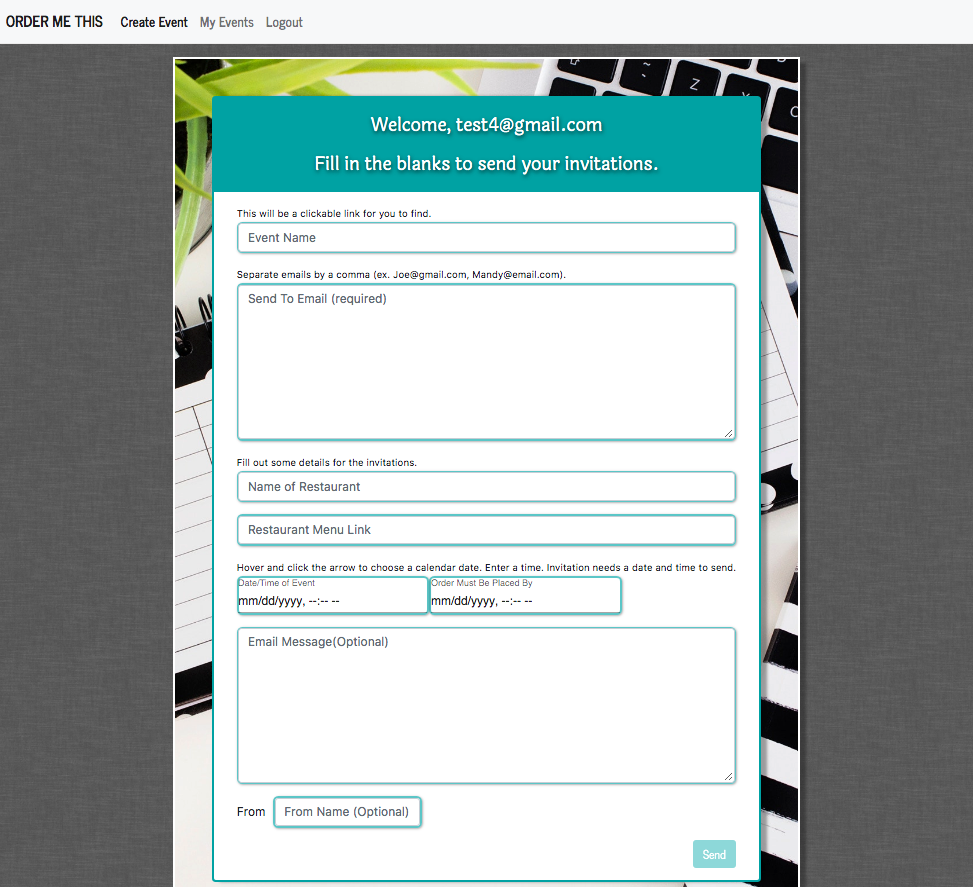 ORDER ME THIS Create Event My Events Logout
Welcome, test4@gmail.com
Fill in the blanks to send your invitations.
This will be a clickable link for you to find.
Event Name
Separate emails by a comma (ex. Joe@gmail.com, Mandy@email.com).
Send To Email (required)
Fill out some details for the invitations.
Name of Restaurant
Restaurant Menu Link
Hover and click the arrow to choose a calendar date. Enter a time. Invitation needs a date and time to send.
Date/Time of Event Order Must Be Placed By
mm/dd/yyyy, --:-- -- mm/dd/yyyy, --:-- --
Email Message(Optional)
From From Name (Optional)
Send